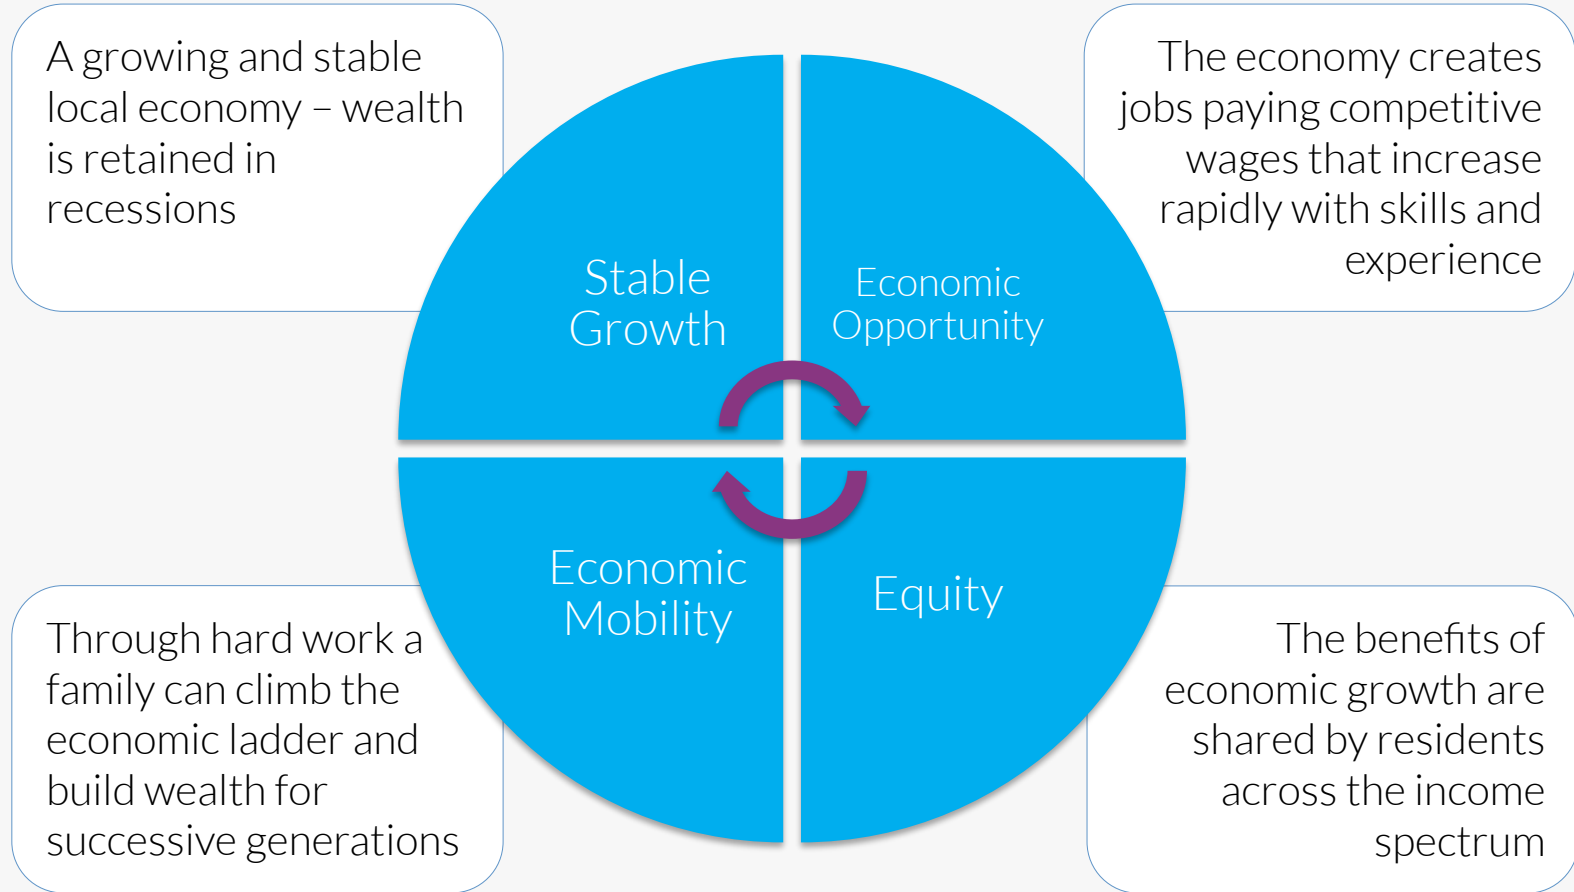 A growing and stable
local economy – wealth
is retained in
recessions
The economy creates
jobs paying competitive
wages that increase
rapidly with skills and
experience
Stable
Growth
Economic
Opportunity
Economic
Mobility
Equity
Through hard work a
family can climb the
economic ladder and
build wealth for
successive generations
The benefits of
economic growth are
shared by residents
across the income
spectrum